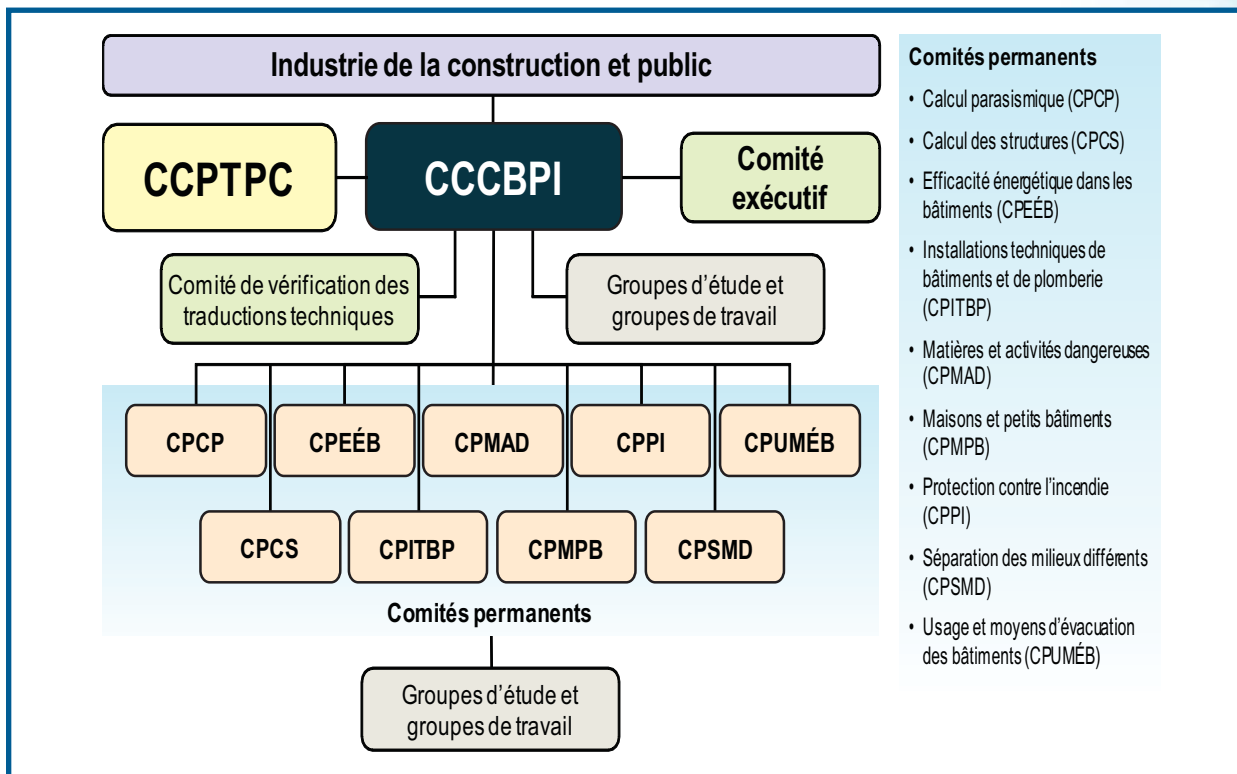 Industrie de la construction et public
CCPTPC
CCCBPI
Comité
exécutif
Comité de vérification des
traductions techniques
Groupes d'étude et
groupes de travail
CPCP
CPEÉB
CPMAD
CPPI
CPUMÉB
CPCS
CPITBP
CPMPB
CPSMD
Comités permanents
Groupes d'étude et
groupes de travail
Comités permanents
• Calcul parasismique (CPCP)
• Calcul des structures (CPCS)
• Efficacité énergétique dans les
bâtiments (CPEÉB)
• Installations techniques de
bâtiments et de plomberie
(CPITBP)
• Matières et activités dangereuses
(CPMAD)
• Maisons et petits bâtiments
(CPMPB)
• Protection contre l'incendie
(CPPI)
• Séparation des milieux différents
(CPSMD)
• Usage et moyens d'évacuation
des bâtiments (CPUMÉB)